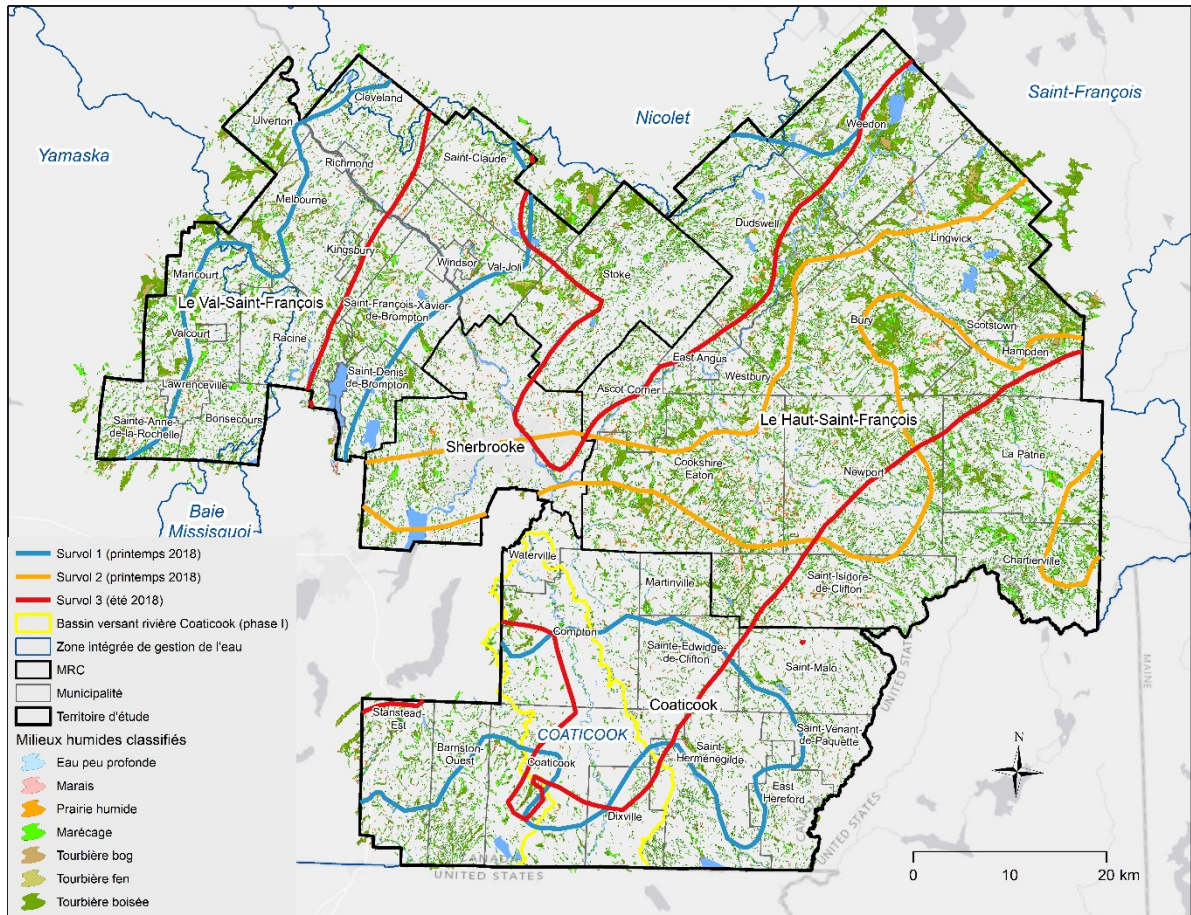 Saint-François
Nicolet
Yamaska
Cleveland
Ulverton
Weedon
Richmond
Saint-Claude
Melbourne
Dudswell
Lingwick
Kingsbury
Windsor
Val-Joli
Stoke
Maricourt
Le Val-Saint-François
Saint-François-Xavier-
de-Brompton
Bury
Scotstown
Hampden
Valcourt
Racine
East Angus
Westbury
Saint-Denis-
de-Brompton
Ascot Corner
Lawrenceville
Bonsecours
Sainte-Anne-
de-la-Rochelle
Le Haut-Saint-François
Sherbrooke
La Patrie
Cookshire-
Eaton
Newport
Baie
Missisquoi
Waterville
Chartierville
Martinville
Saint-Isidore-
de-Clifton
Compton
Sainte-Edwidge-
de-Clifton
Saint-Malo
UNITED STATES
MAINE
Stanstead-
Est
Coaticook
COATICOOK
Saint-Venant-
de-Paquette
Barnston-
Ouest
Coaticook
Saint-
Herménégilde
East
Hereford
Dixville
CANADA
UNITED STATES
UNITED STATES
Survol 1 (printemps 2018)
Survol 2 (printemps 2018)
Survol 3 (été 2018)
Bassin versant rivière Coaticook (phase I)
Zone intégrée de gestion de l'eau
MRC
Municipalité
Territoire d'étude
Milieux humides classifiés
Eau peu profonde
Marais
Prairie humide
Marécage
Tourbière bog
Tourbière fen
Tourbière boisée
N
0 10 20 km